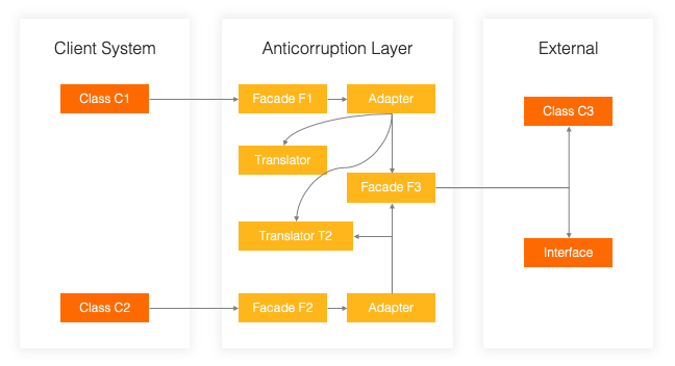 Client System
Anticorruption Layer
External
Class C1
Facade F1
Adapter
Class C3
Translator
Facade F3
Translator T2
Interface
Class C2
Facade F2
Adapter